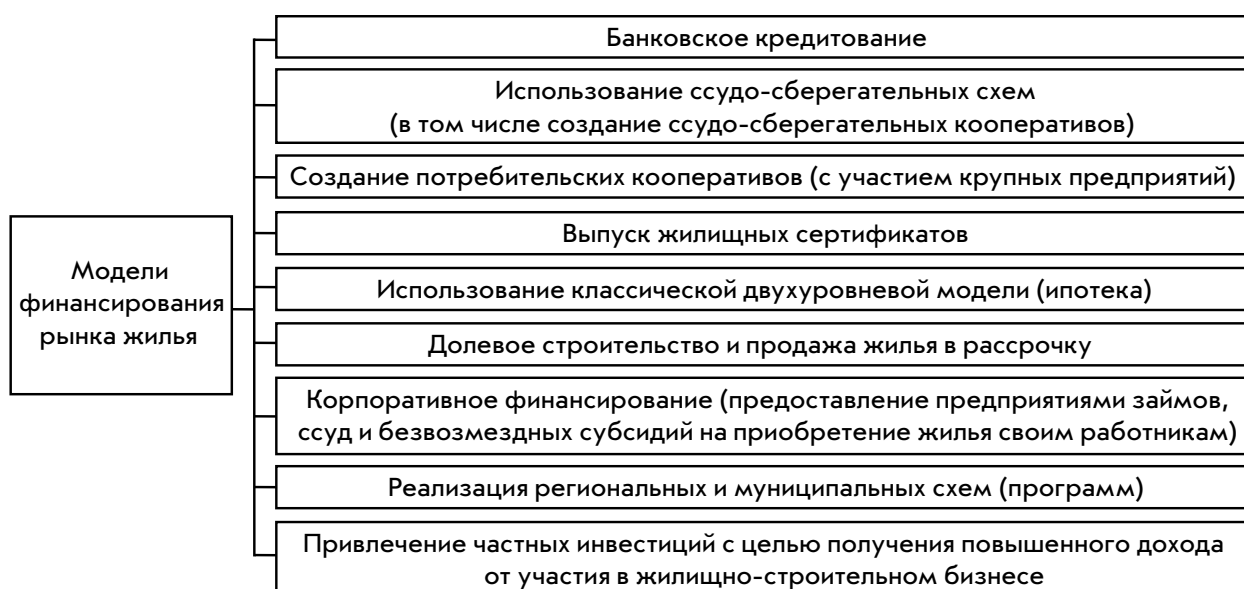 Банковское кредитование
Использование ссудо-сберегательных схем
(в том числе создание ссудо-сберегательных кооперативов)
Создание потребительских кооперативов (с участием крупных предприятий)
Выпуск жилищных сертификатов
Модели
финансирования
рынка жилья
Использование классической двухуровневой модели (ипотека)
Долевое строительство и продажа жилья в рассрочку
Корпоративное финансирование (предоставление предприятиями займов,
ссуд и безвозмездных субсидий на приобретение жилья своим работникам)
Реализация региональных и муниципальных схем (программ)
Привлечение частных инвестиций с целью получения повышенного дохода
от участия в жилищно-строительном бизнесе